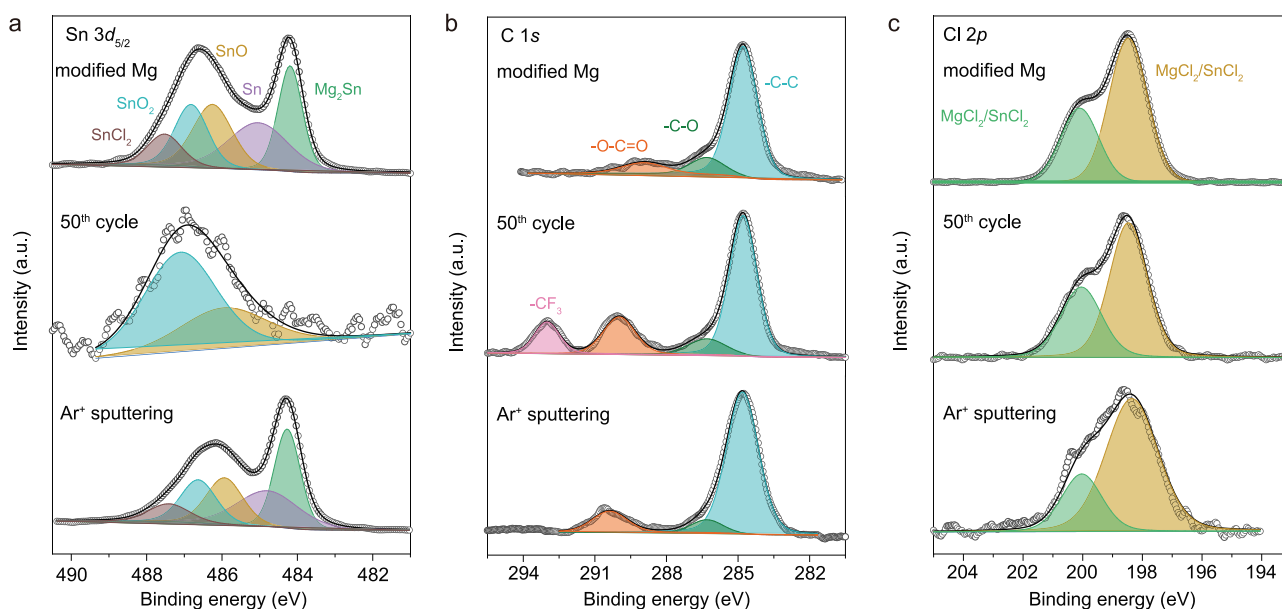 a
Sn 3d5/2
modified Mg
SnO
SnO2
SnCl2
Sn
Mg2Sn
50th cycle
Ar+ sputtering
Intensity (a.u.)
490 488 486 484 482
Binding energy (eV)
b
C 1s
modified Mg
-C-C
-C-O
-O-C=O
50th cycle
-CF3
Ar+ sputtering
Intensity (a.u.)
294 291 288 285 282
Binding energy (eV)
c
Cl 2p
modified Mg
MgCl2/SnCl2
MgCl2/SnCl2
50th cycle
Ar+ sputtering
Intensity (a.u.)
204 202 200 198 196 194
Binding energy (eV)